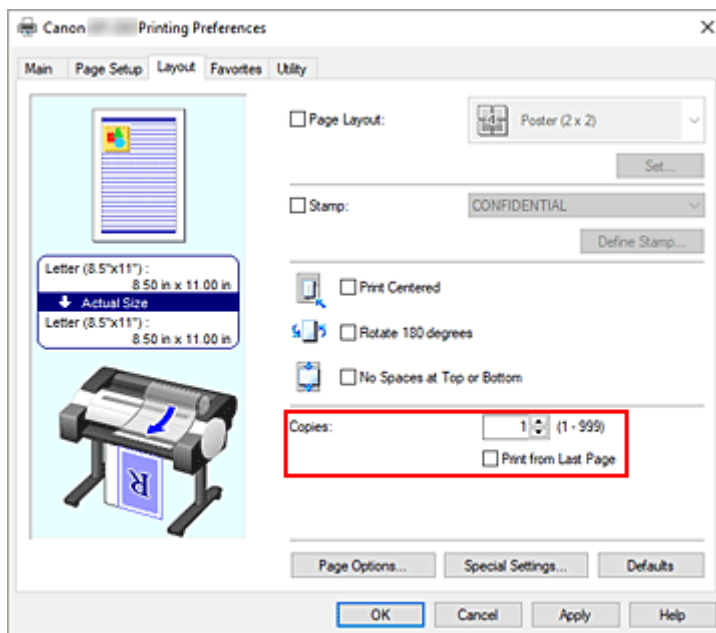 Canon Printing Preferences
Main Page Setup Layout Favorites Utility
Page Layout:
4 Poster (2 x 2)
Set...
Stamp:
CONFIDENTIAL
Define Stamp...
Letter (8.5"x11") :
8.50 in x 11.00 in
Actual Size
Letter (8.5"x11") :
8.50 in x 11.00 in
Print Centered
Rotate 180 degrees
No Spaces at Top or Bottom
R
Copies: 1 (1 - 999)
Print from Last Page
Page Options... Special Settings... Defaults
OK Cancel Apply Help